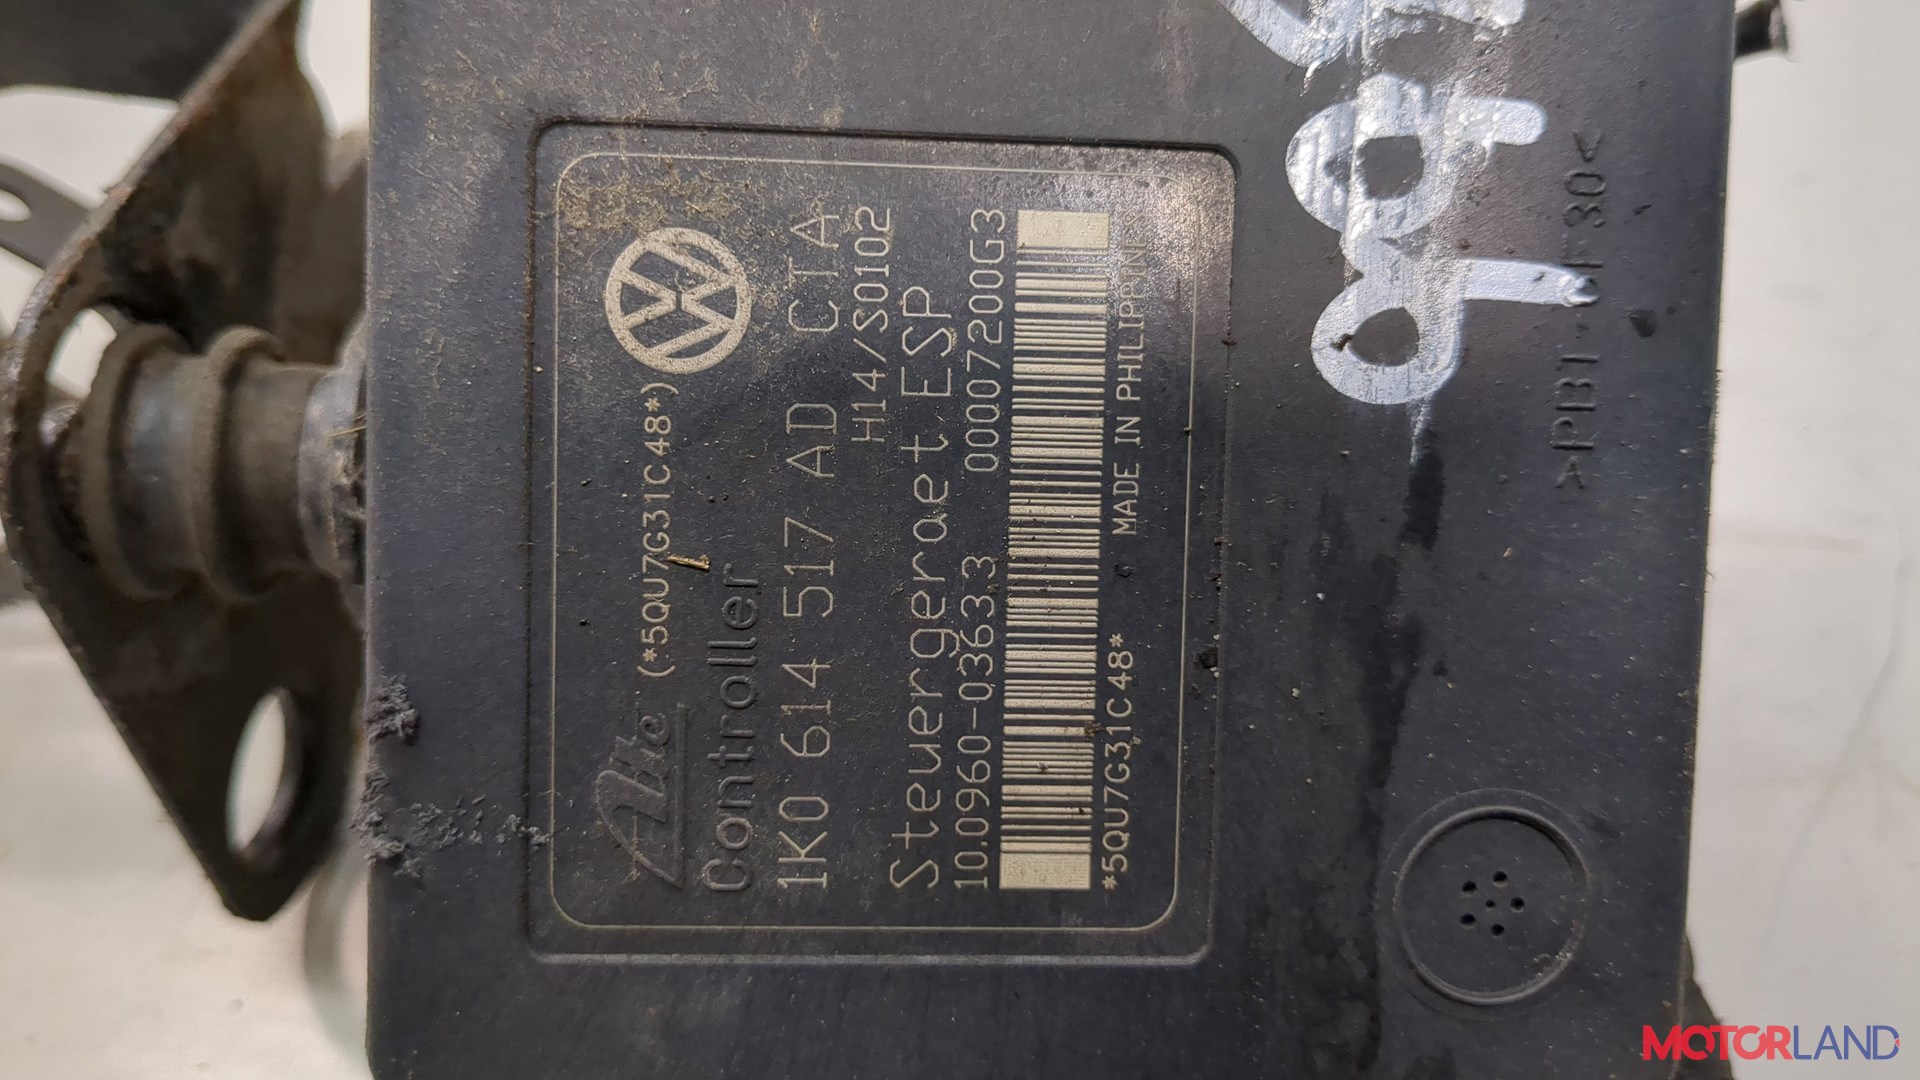 Ate (*5QU7G31C48*)
Controller
1K0 614 517 AD CTA
H14/S0102
Steuergeraet ESP
10.0960-0363.3 00007200G3
*5QU7G31C48* MADE IN PHILIPPINES
>PBT-GF30<
MOTORLAND